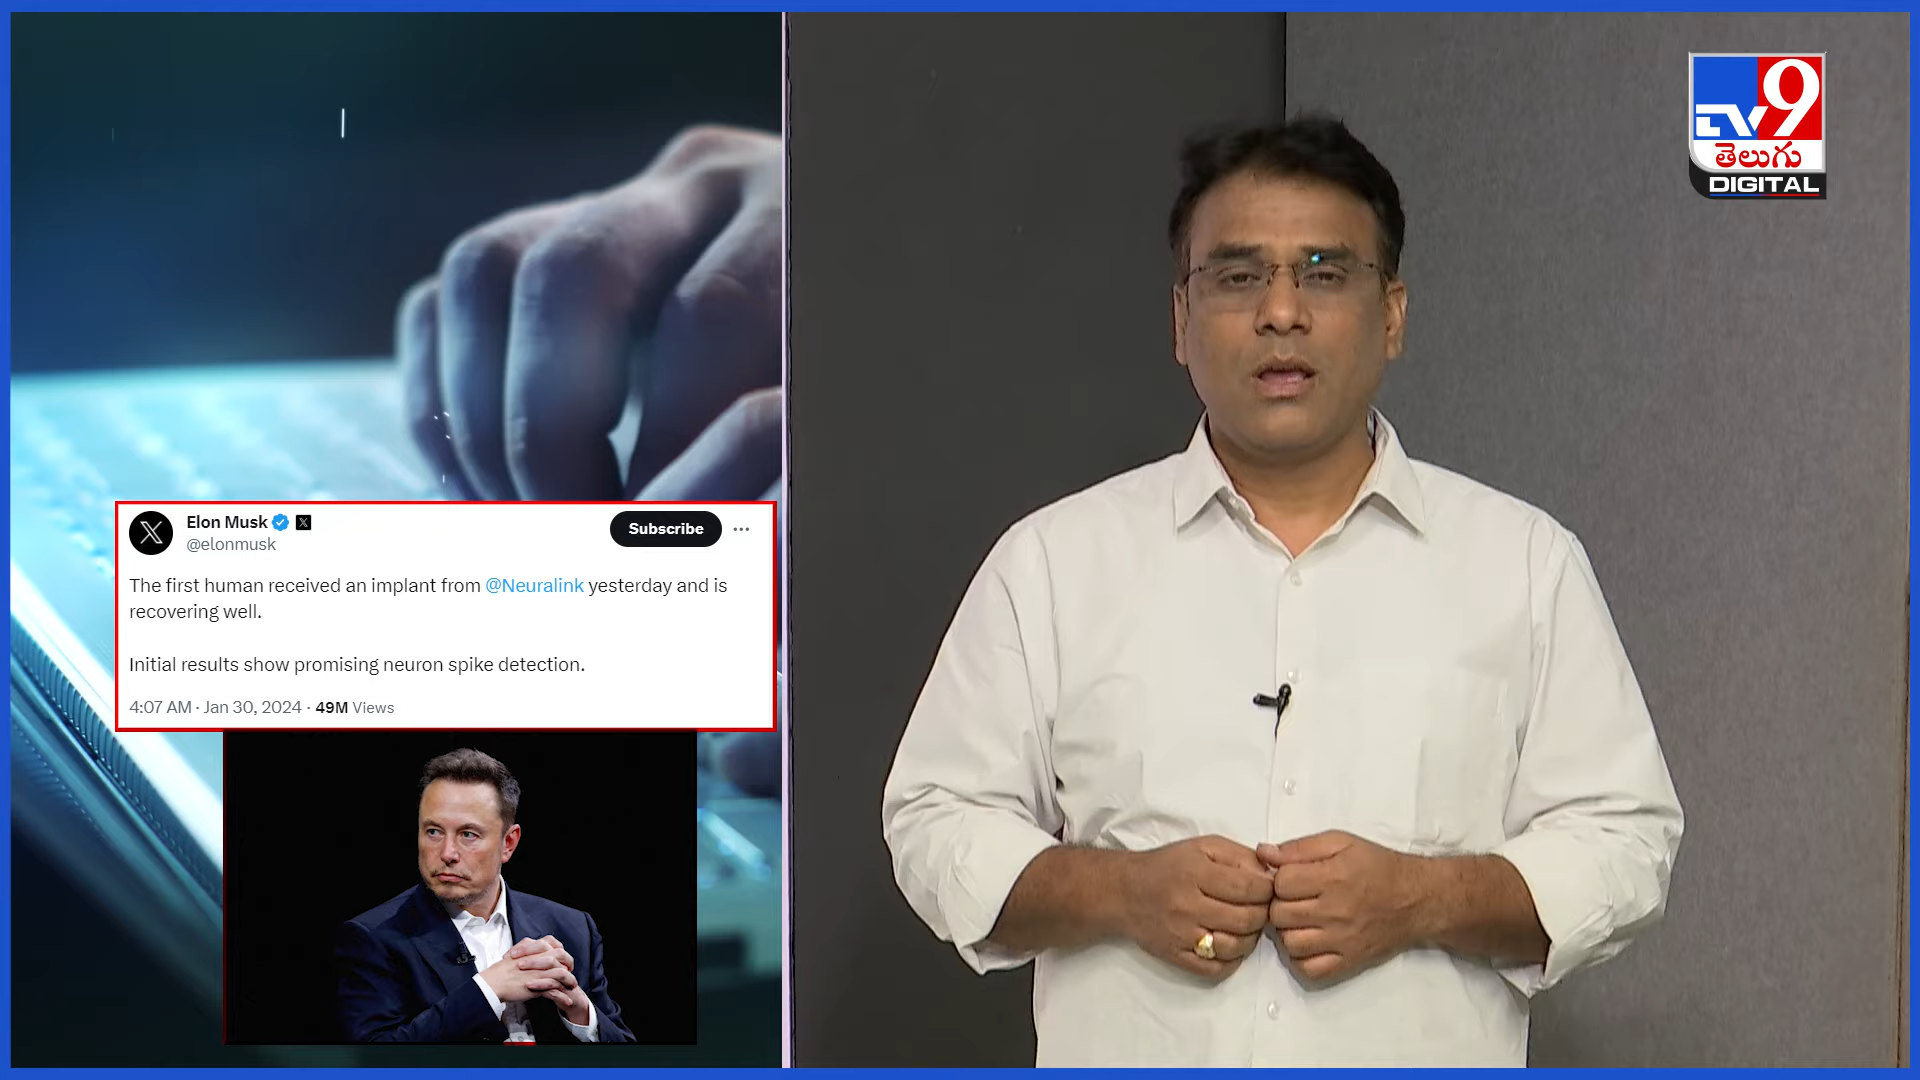 TV9
తెలుగు
DIGITAL
Elon Musk
@elonmusk
Subscribe
The first human received an implant from @Neuralink yesterday and is
recovering well.
Initial results show promising neuron spike detection.
4:07 AM · Jan 30, 2024 · 49M Views